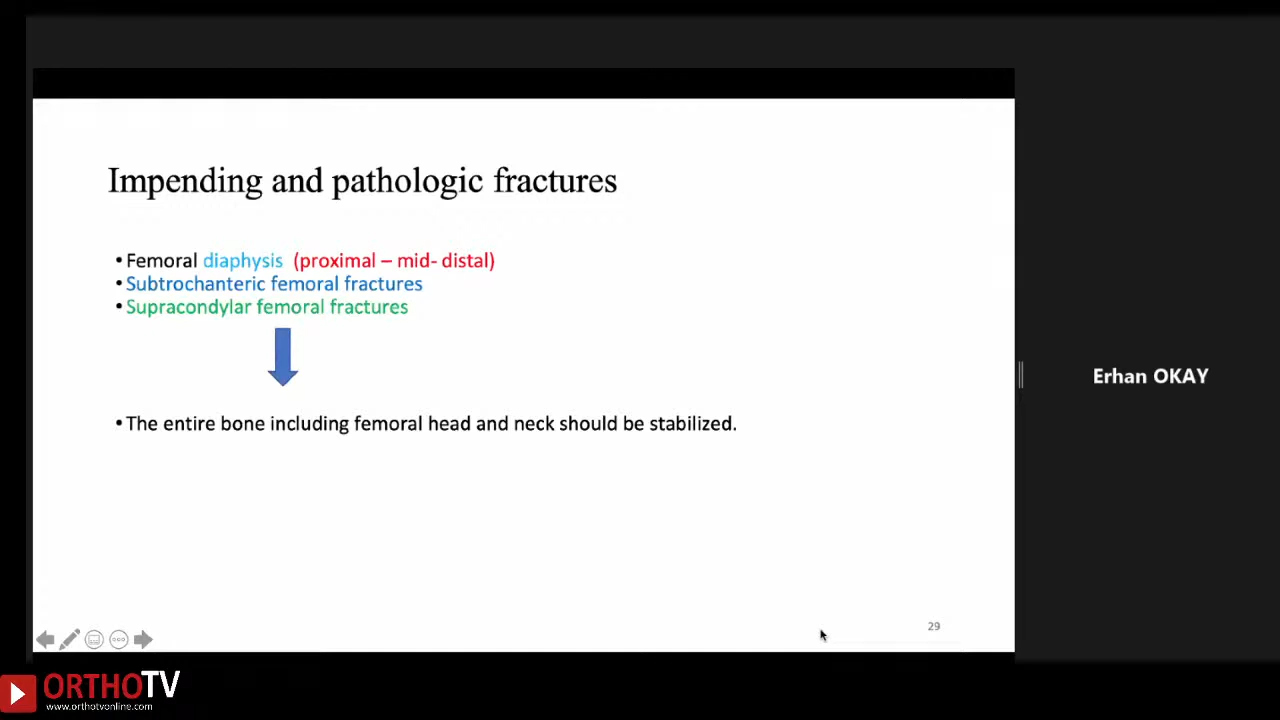 Impending and pathologic fractures
• Femoral diaphysis (proximal – mid- distal)
• Subtrochanteric femoral fractures
• Supracondylar femoral fractures
• The entire bone including femoral head and neck should be stabilized.
29
Erhan OKAY
ORTHOTV
www.orthotvonline.com